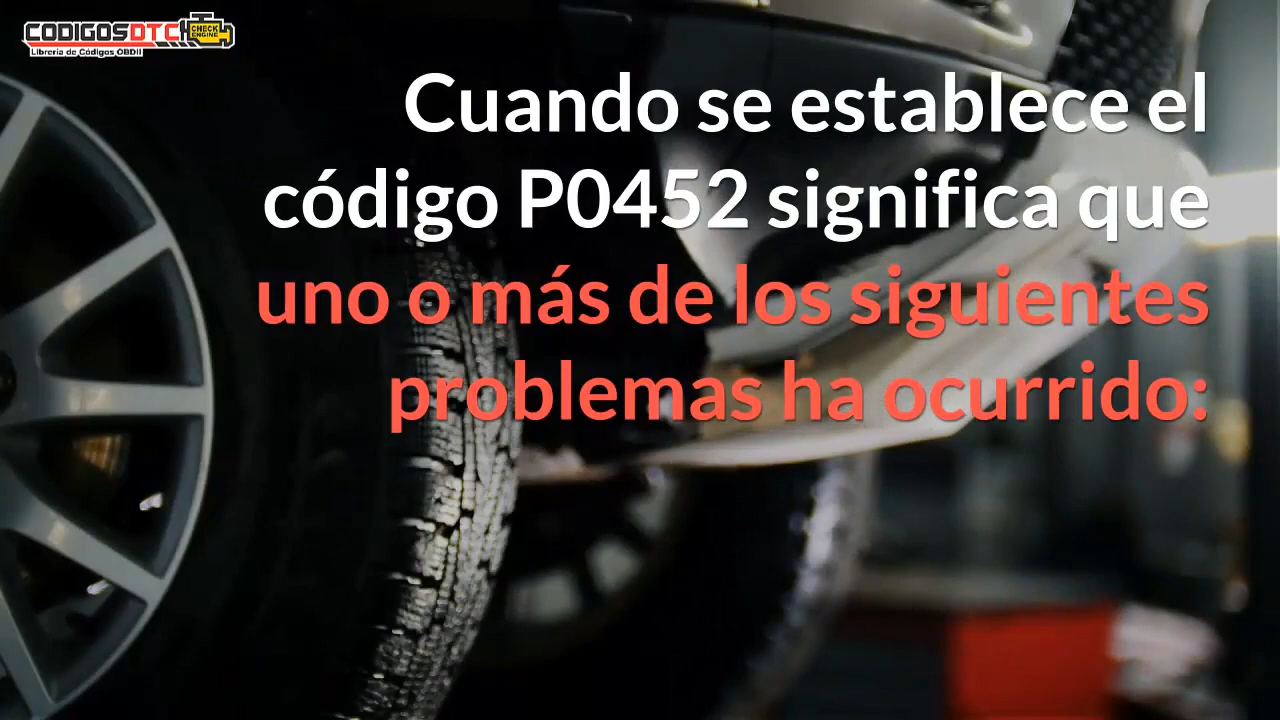 CODIGOSDTC
CHECK
ENGINE
Librería de Códigos OBDII
Cuando se establece el
código P0452 significa que
uno o más de los siguientes
problemas ha ocurrido: